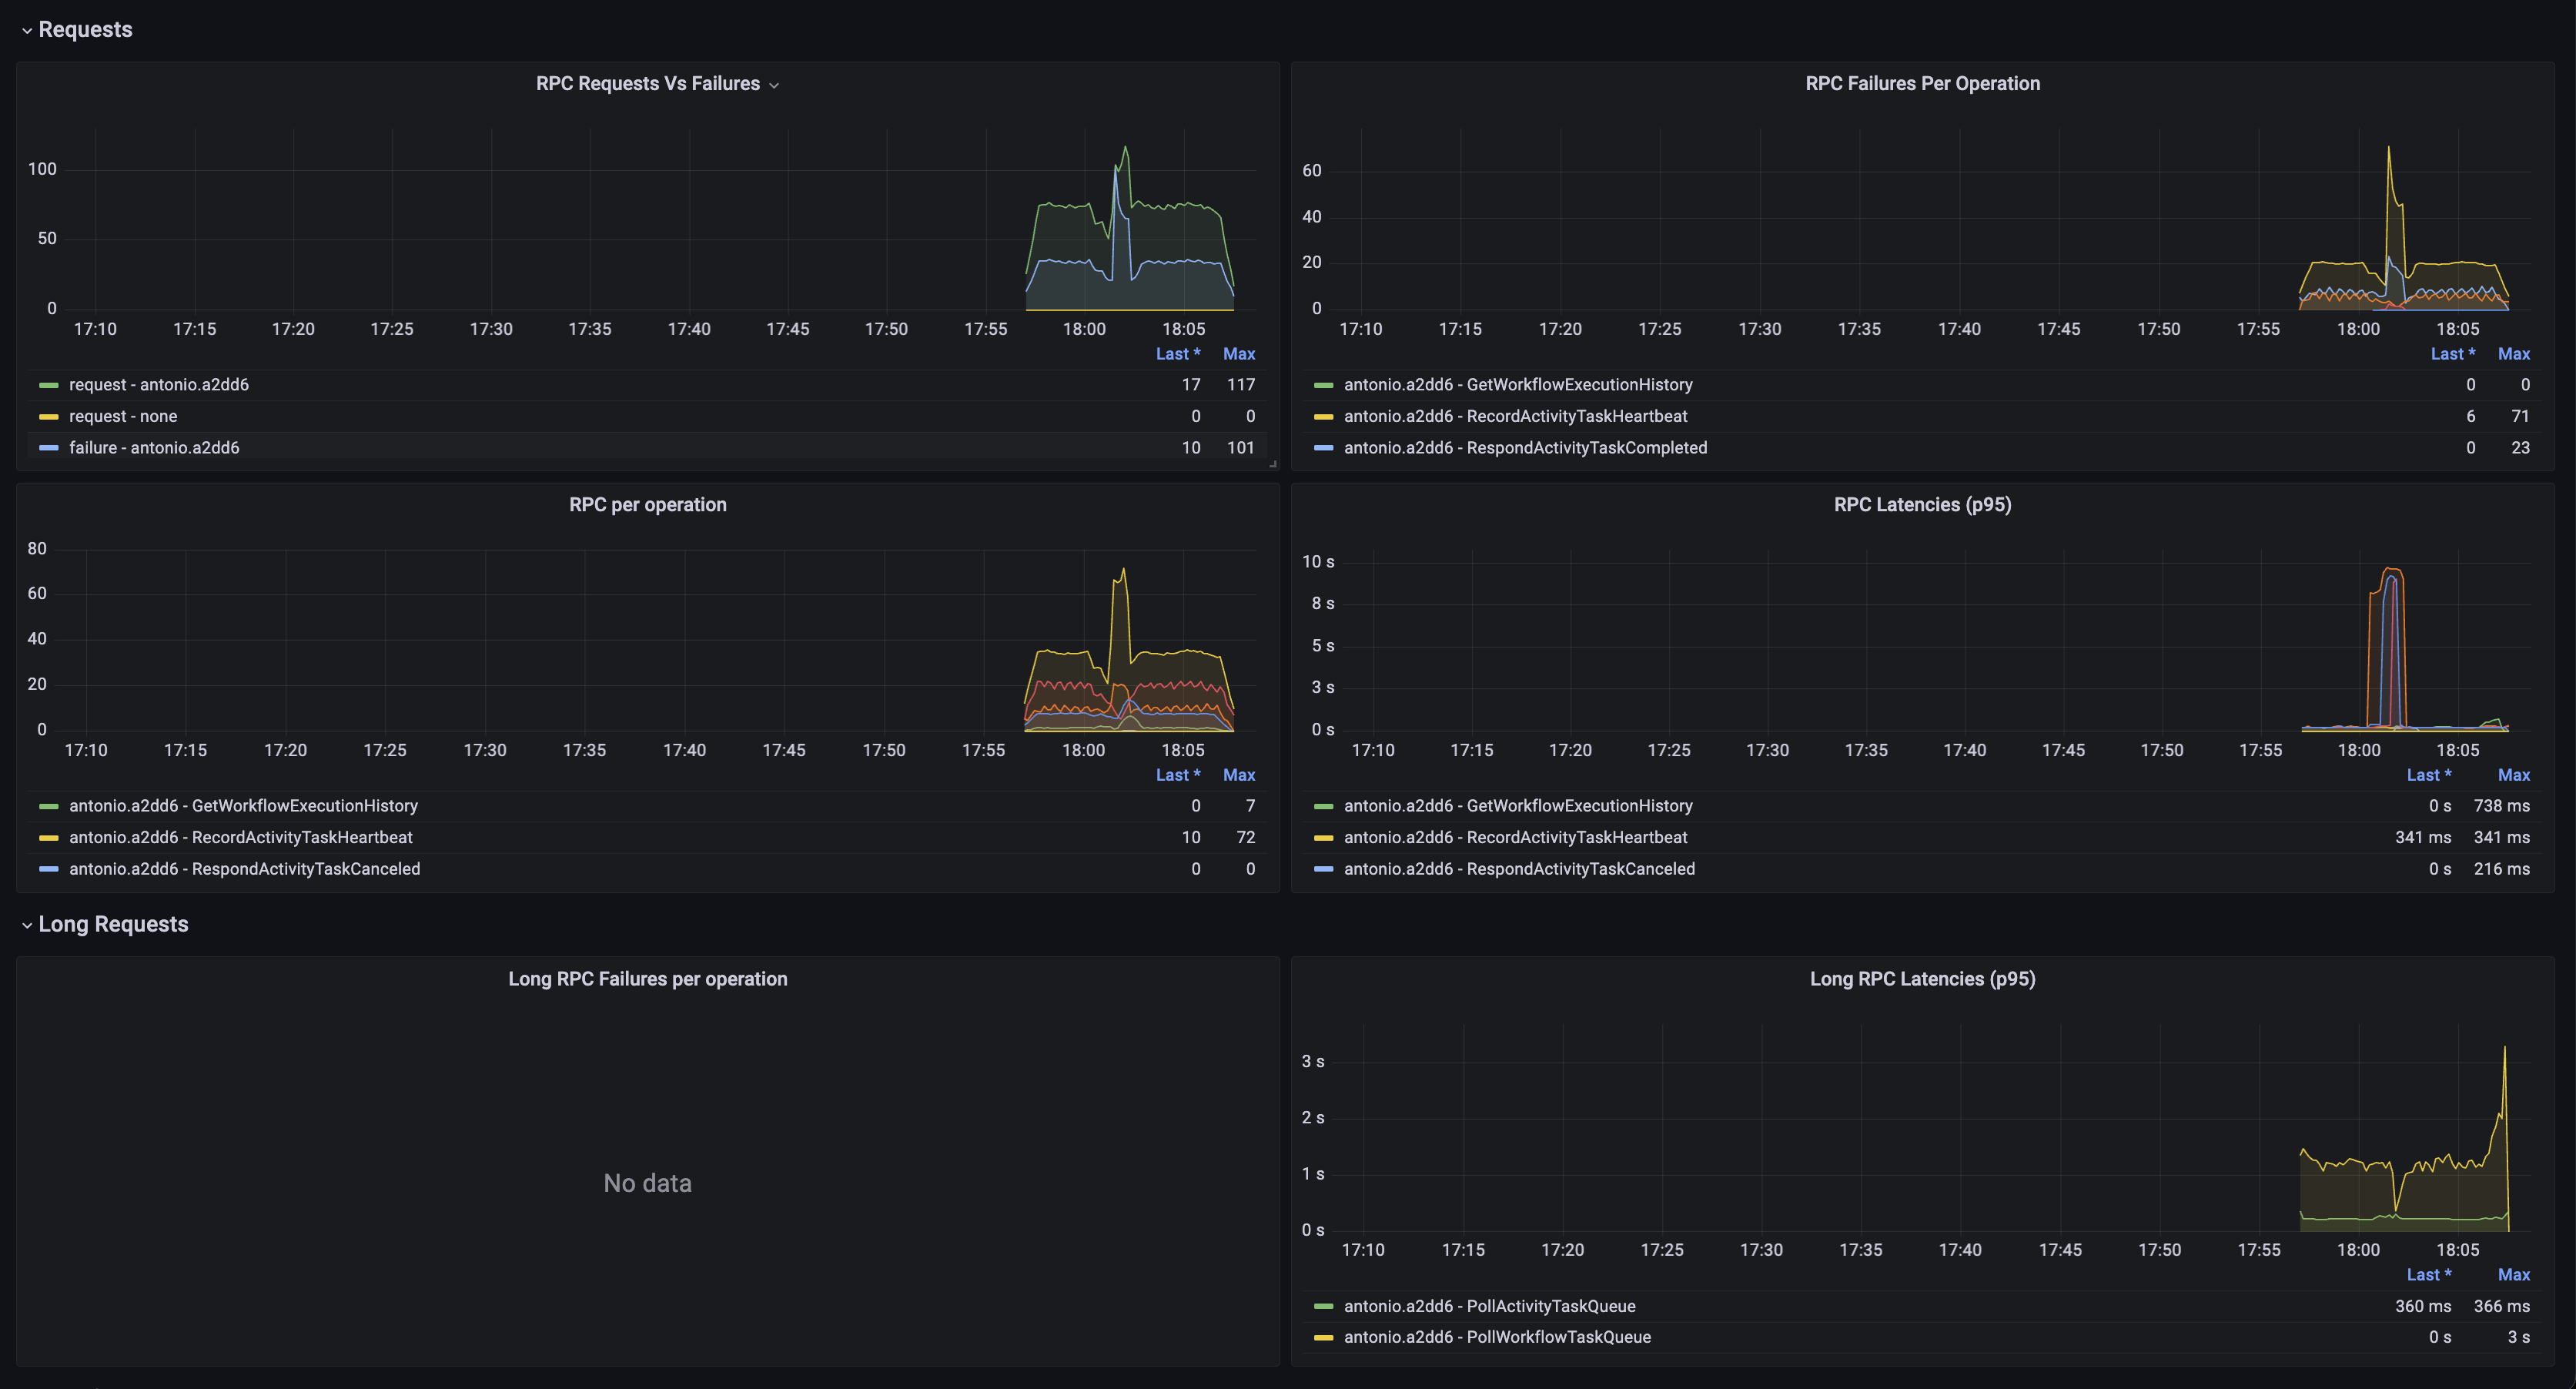 Requests
RPC Requests Vs Failures
100
50
0
17:10 17:15 17:20 17:25 17:30 17:35 17:40 17:45 17:50 17:55 18:00 18:05
Last * Max
request - antonio.a2dd6 17 117
request - none 0 0
failure - antonio.a2dd6 10 101
RPC Failures Per Operation
60
40
20
0
17:10 17:15 17:20 17:25 17:30 17:35 17:40 17:45 17:50 17:55 18:00 18:05
Last * Max
antonio.a2dd6 - GetWorkflowExecutionHistory 0 0
antonio.a2dd6 - RecordActivityTaskHeartbeat 6 71
antonio.a2dd6 - RespondActivityTaskCompleted 0 23
RPC per operation
80
60
40
20
0
17:10 17:15 17:20 17:25 17:30 17:35 17:40 17:45 17:50 17:55 18:00 18:05
Last * Max
antonio.a2dd6 - GetWorkflowExecutionHistory 0 7
antonio.a2dd6 - RecordActivityTaskHeartbeat 10 72
antonio.a2dd6 - RespondActivityTaskCanceled 0 0
RPC Latencies (p95)
10 s
8 s
5 s
3 s
0 s
17:10 17:15 17:20 17:25 17:30 17:35 17:40 17:45 17:50 17:55 18:00 18:05
Last * Max
antonio.a2dd6 - GetWorkflowExecutionHistory 0 s 738 ms
antonio.a2dd6 - RecordActivityTaskHeartbeat 341 ms 341 ms
antonio.a2dd6 - RespondActivityTaskCanceled 0 s 216 ms
Long Requests
Long RPC Failures per operation
No data
Long RPC Latencies (p95)
3 s
2 s
1 s
0 s
17:10 17:15 17:20 17:25 17:30 17:35 17:40 17:45 17:50 17:55 18:00 18:05
Last * Max
antonio.a2dd6 - PollActivityTaskQueue 360 ms 366 ms
antonio.a2dd6 - PollWorkflowTaskQueue 0 s 3 s